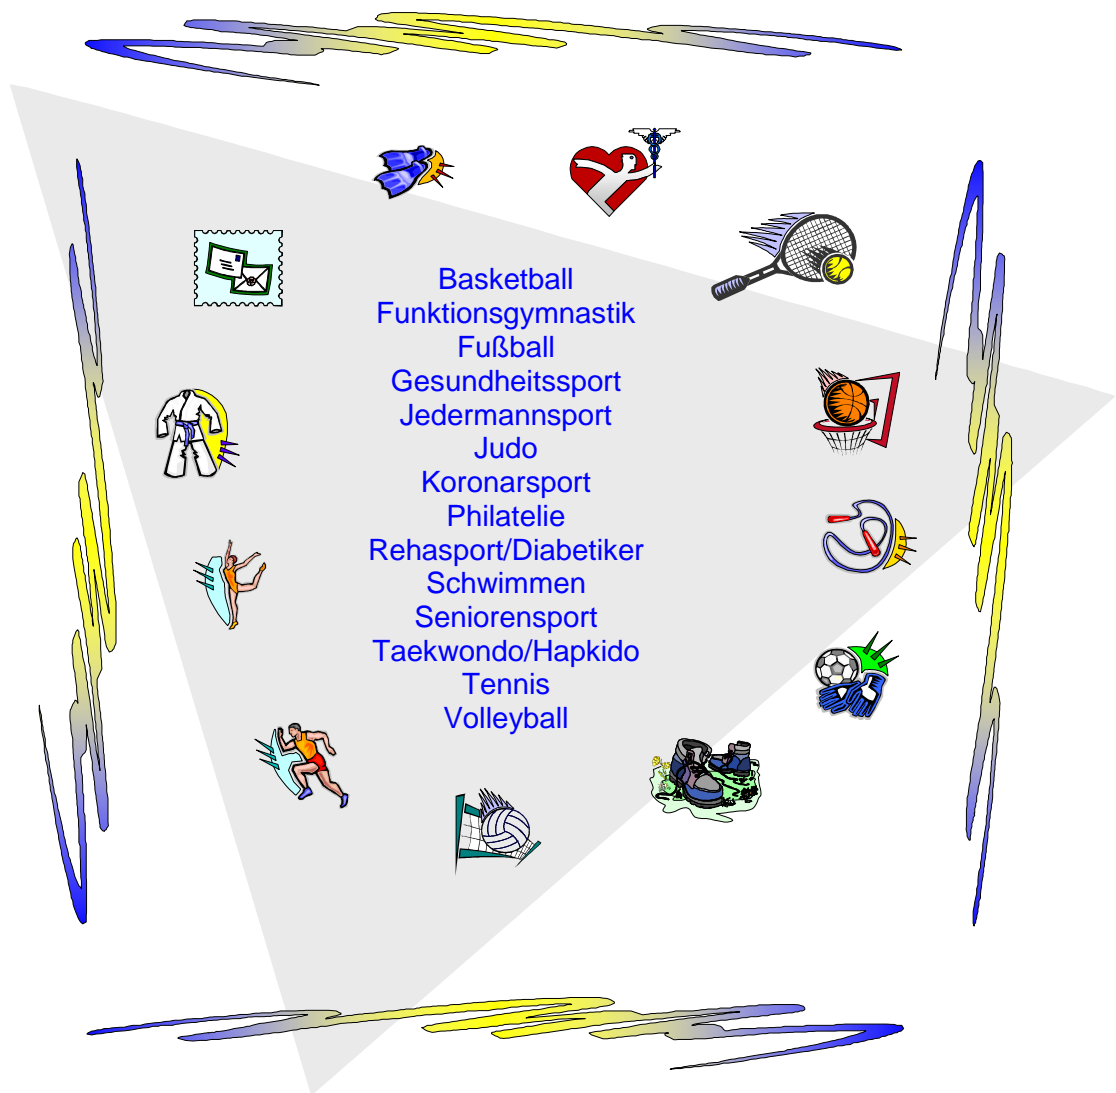 Basketball
Funktionsgymnastik
Fußball
Gesundheitssport
Jedermannsport
Judo
Koronarsport
Philatelie
Rehasport/Diabetiker
Schwimmen
Seniorensport
Taekwondo/Hapkido
Tennis
Volleyball